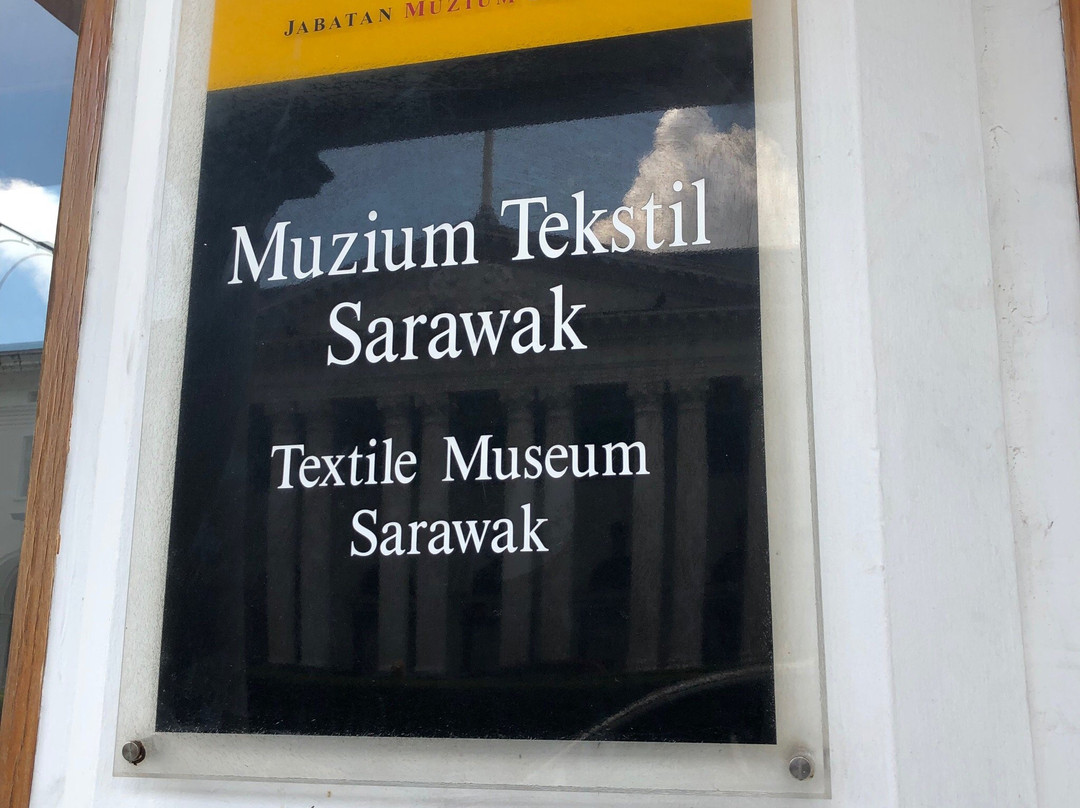 JABATAN MUZIUM
Muzium Tekstil
Sarawak
Textile Museum
Sarawak